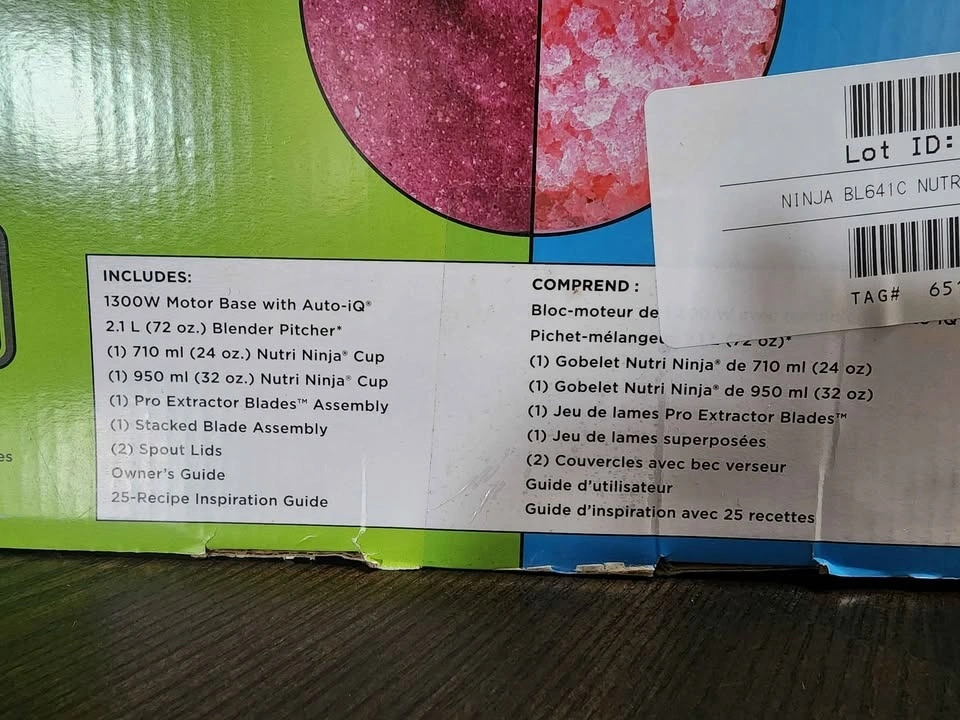 INCLUDES:
1300W Motor Base with Auto-iQ®
2.1 L (72 oz.) Blender Pitcher*
(1) 710 ml (24 oz.) Nutri Ninja® Cup
(1) 950 ml (32 oz.) Nutri Ninja® Cup
(1) Pro Extractor Blades™ Assembly
(1) Stacked Blade Assembly
(2) Spout Lids
Owner's Guide
25-Recipe Inspiration Guide
COMPREND :
Bloc-moteur de
(72 oz)*
(1) Gobelet Nutri Ninja® de 710 ml (24 oz)
(1) Gobelet Nutri Ninja® de 950 ml (32 oz)
(1) Jeu de lames Pro Extractor Blades™
(1) Jeu de lames superposées
(2) Couvercles avec bec verseur
Guide d'utilisateur
Guide d'inspiration avec 25 recettes
Lot ID:
NINJA BL641C NUTR
TAG# 651
es